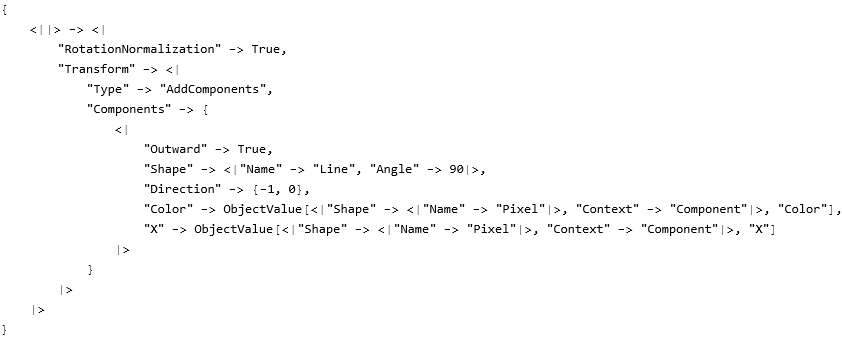 {
    <||> -> <|
        "RotationNormalization" -> True,
        "Transform" -> <|
            "Type" -> "AddComponents",
            "Components" -> {
                <|
                    "Outward" -> True,
                    "Shape" -> <|"Name" -> "Line", "Angle" -> 90|>,
                    "Direction" -> {-1, 0},
                    "Color" -> ObjectValue[<|"Shape" -> <|"Name" -> "Pixel"|>, "Context" -> "Component"|>, "Color"],
                    "X" -> ObjectValue[<|"Shape" -> <|"Name" -> "Pixel"|>, "Context" -> "Component"|>, "X"]
                |>
            }
        |>
    |>
}